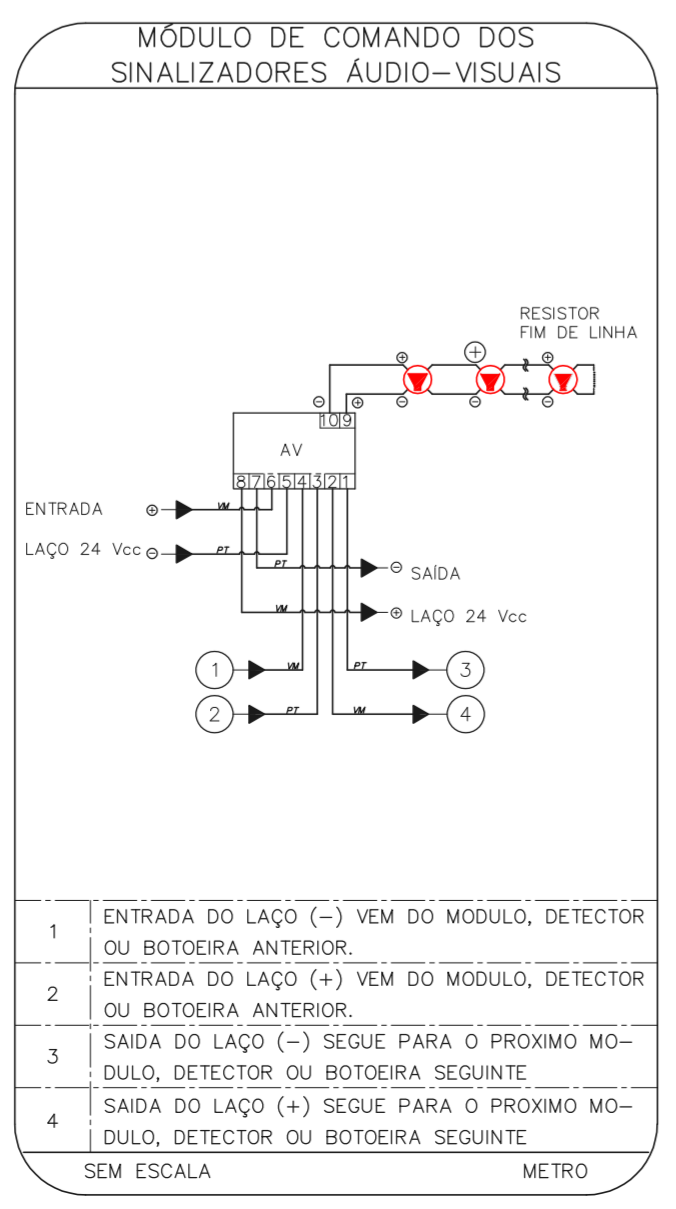 MÓDULO DE COMANDO DOS
SINALIZADORES ÁUDIO-VISUAIS
RESISTOR
FIM DE LINHA
+ + +
- + - - -
10 9
AV
8 7 6 5 4 3 2 1
ENTRADA + VM
LAÇO 24 Vcc - PT
PT - SAÍDA
VM + LAÇO 24 Vcc
1 VM PT 3
2 PT VM 4
1 ENTRADA DO LAÇO (-) VEM DO MODULO, DETECTOR
OU BOTOEIRA ANTERIOR.
2 ENTRADA DO LAÇO (+) VEM DO MODULO, DETECTOR
OU BOTOEIRA ANTERIOR.
3 SAIDA DO LAÇO (-) SEGUE PARA O PROXIMO MO-
DULO, DETECTOR OU BOTOEIRA SEGUINTE
4 SAIDA DO LAÇO (+) SEGUE PARA O PROXIMO MO-
DULO, DETECTOR OU BOTOEIRA SEGUINTE
SEM ESCALA METRO